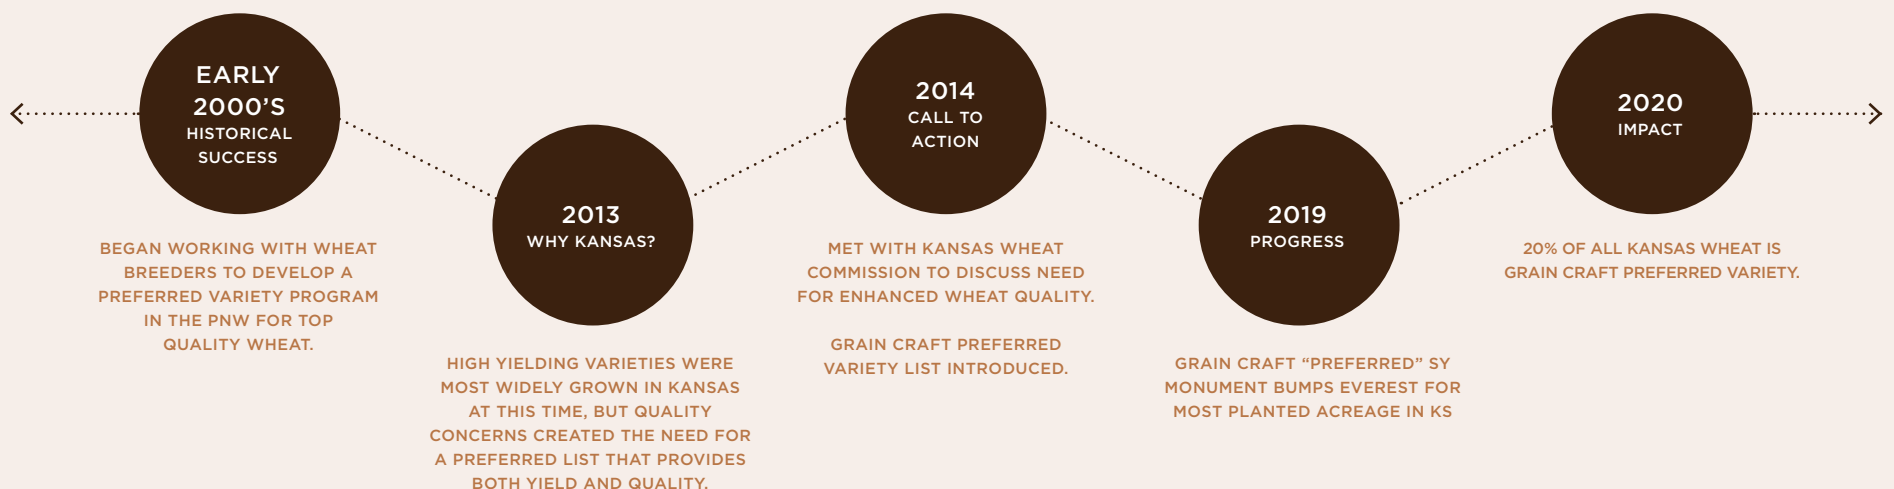 EARLY
2000'S
HISTORICAL
SUCCESS
BEGAN WORKING WITH WHEAT
BREEDERS TO DEVELOP A
PREFERRED VARIETY PROGRAM
IN THE PNW FOR TOP
QUALITY WHEAT.
2013
WHY KANSAS?
HIGH YIELDING VARIETIES WERE
MOST WIDELY GROWN IN KANSAS
AT THIS TIME, BUT QUALITY
CONCERNS CREATED THE NEED FOR
A PREFERRED LIST THAT PROVIDES
BOTH YIELD AND QUALITY.
2014
CALL TO
ACTION
MET WITH KANSAS WHEAT
COMMISSION TO DISCUSS NEED
FOR ENHANCED WHEAT QUALITY.
GRAIN CRAFT PREFERRED
VARIETY LIST INTRODUCED.
2019
PROGRESS
GRAIN CRAFT “PREFERRED” SY
MONUMENT BUMPS EVEREST FOR
MOST PLANTED ACREAGE IN KS
2020
IMPACT
20% OF ALL KANSAS WHEAT IS
GRAIN CRAFT PREFERRED VARIETY.